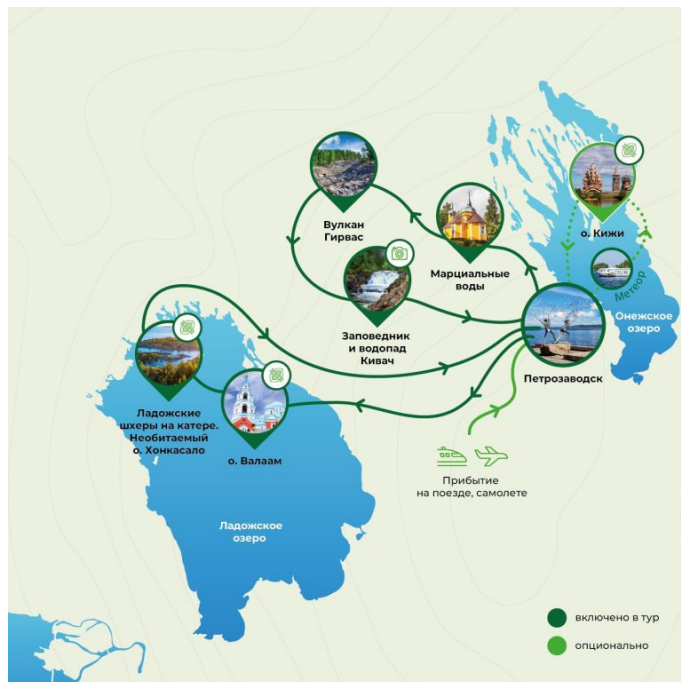 Вулкан
Гирвас
Марциальные
воды
о. Кижи
Метеор
Онежское
озеро
Заповедник
и водопад
Кивач
Петрозаводск
Ладожские
шхеры на катере.
Необитаемый
о. Хонкасало
о. Валаам
Прибытие
на поезде, самолете
Ладожское
озеро
включено в тур
опционально